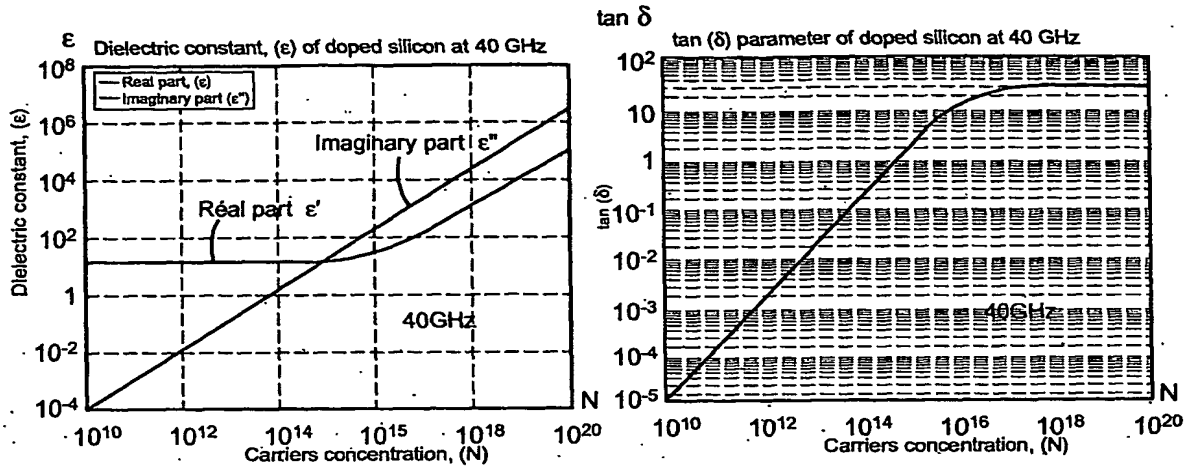 ε
Dielectric constant, (ε) of doped silicon at 40 GHz
10⁸
Real part, (ε)
Imaginary part (ε")
10⁶
Imaginary part ε"
10⁴
Réal part ε'
10²
1
40GHz
10⁻²
10⁻⁴
N
Dielectric constant, (ε)
10¹⁰ 10¹² 10¹⁴ 10¹⁵ 10¹⁸ 10²⁰
Carriers concentration, (N)
tan δ
tan (δ) parameter of doped silicon at 40 GHz
10²
10
1
10⁻¹
10⁻²
10⁻³
40GHz
10⁻⁴
10⁻⁵
N
tan (δ)
10¹⁰ 10¹² 10¹⁴ 10¹⁶ 10¹⁸ 10²⁰
Carriers concentration, (N)